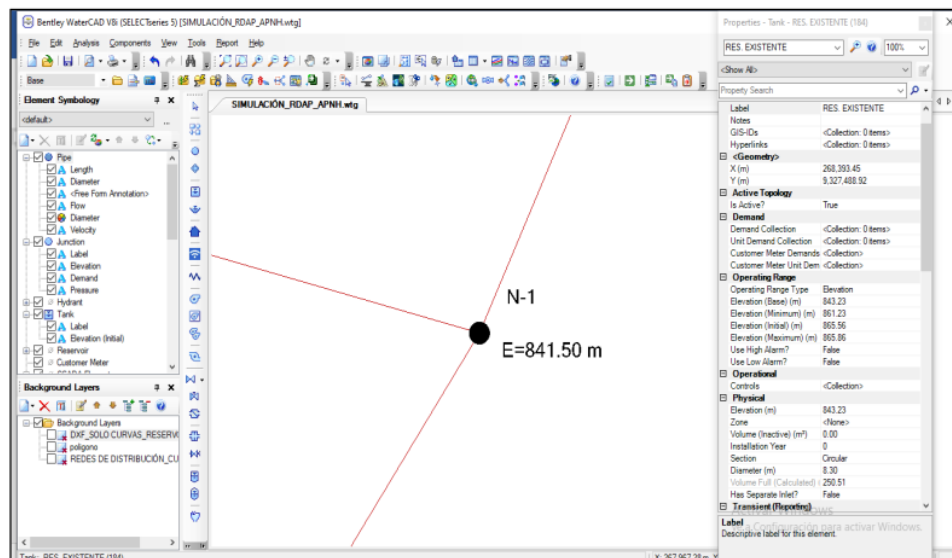 Bentley WaterCAD V8i (SELECTseries 5) [SIMULACIÓN_RDAP_APNH.wtg]
File Edit Analysis Components View Tools Report Help
Base
Element Symbology
<default>
Pipe
Length
Diameter
<Free Form Annotation>
Flow
Diameter
Velocity
Junction
Label
Elevation
Demand
Pressure
Hydrant
Tank
Label
Elevation (Initial)
Reservoir
Customer Meter
Background Layers
Background Layers
DXF_SOLO CURVAS_RESERV
poligono
REDES DE DISTRIBUCIÓN_CU
SIMULACIÓN_RDAP_APNH.wtg
N-1
E=841.50 m
Properties - Tank - RES. EXISTENTE (184)
RES. EXISTENTE 100%
<Show All>
Property Search
Label RES. EXISTENTE
Notes
GIS-IDs <Collection: 0 items>
Hyperlinks <Collection: 0 items>
<Geometry>
X (m) 268,393.45
Y (m) 9,327,488.92
Active Topology
Is Active? True
Demand
Demand Collection <Collection: 0 items>
Unit Demand Collection <Collection: 0 items>
Customer Meter Demands <Collection>
Customer Meter Unit Dem <Collection>
Operating Range
Operating Range Type Elevation
Elevation (Base) (m) 843.23
Elevation (Minimum) (m) 861.23
Elevation (Initial) (m) 865.56
Elevation (Maximum) (m) 865.86
Use High Alarm? False
Use Low Alarm? False
Operational
Controls <Collection>
Physical
Elevation (m) 843.23
Zone <None>
Volume (Inactive) (m³) 0.00
Installation Year 0
Section Circular
Diameter (m) 8.30
Volume Full (Calculated) ( 250.51
Has Separate Inlet? False
Transient (Reporting)
Label
Descriptive label for this element.
Activar Windows
Configuración para activar Windows.
Tank: RES. EXISTENTE (184)
X: 267,967.28 m, Y